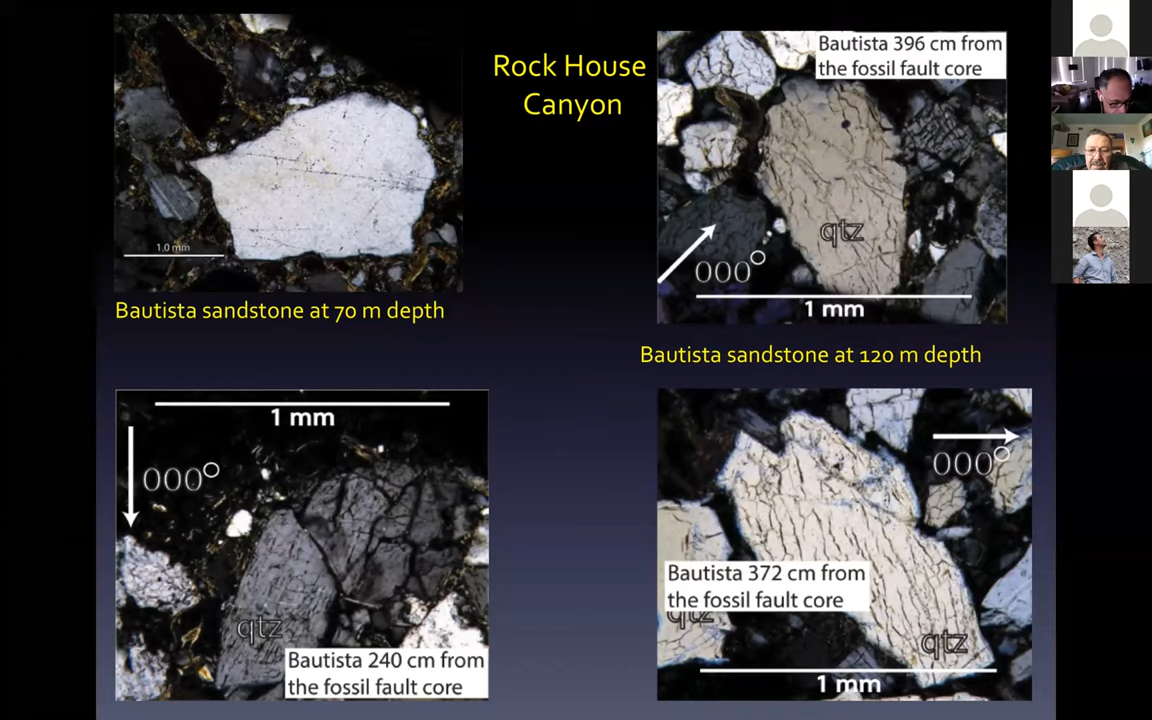 Rock House
Canyon
1.0 mm
Bautista sandstone at 70 m depth
Bautista 396 cm from
the fossil fault core
qtz
000°
1 mm
Bautista sandstone at 120 m depth
1 mm
000°
qtz
Bautista 240 cm from
the fossil fault core
000°
Bautista 372 cm from
the fossil fault core
qtz
qtz
1 mm